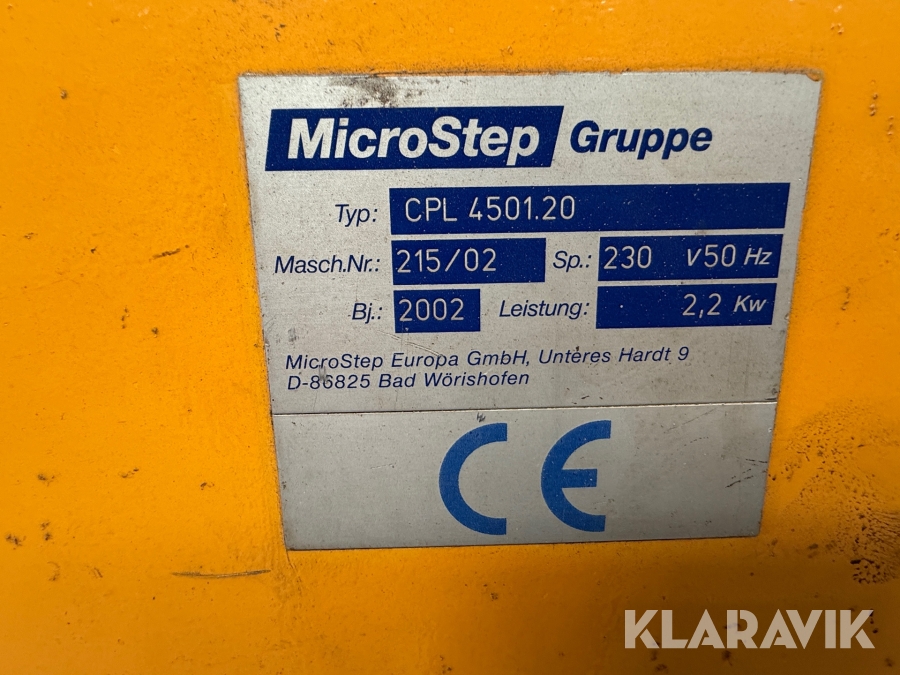 MicroStep Gruppe
Typ: CPL 4501.20
Masch.Nr.: 215/02 Sp.: 230 V50 Hz
Bj.: 2002 Leistung: 2,2 Kw
MicroStep Europa GmbH, Unteres Hardt 9
D-86825 Bad Wörishofen
CE
KLARAVIK